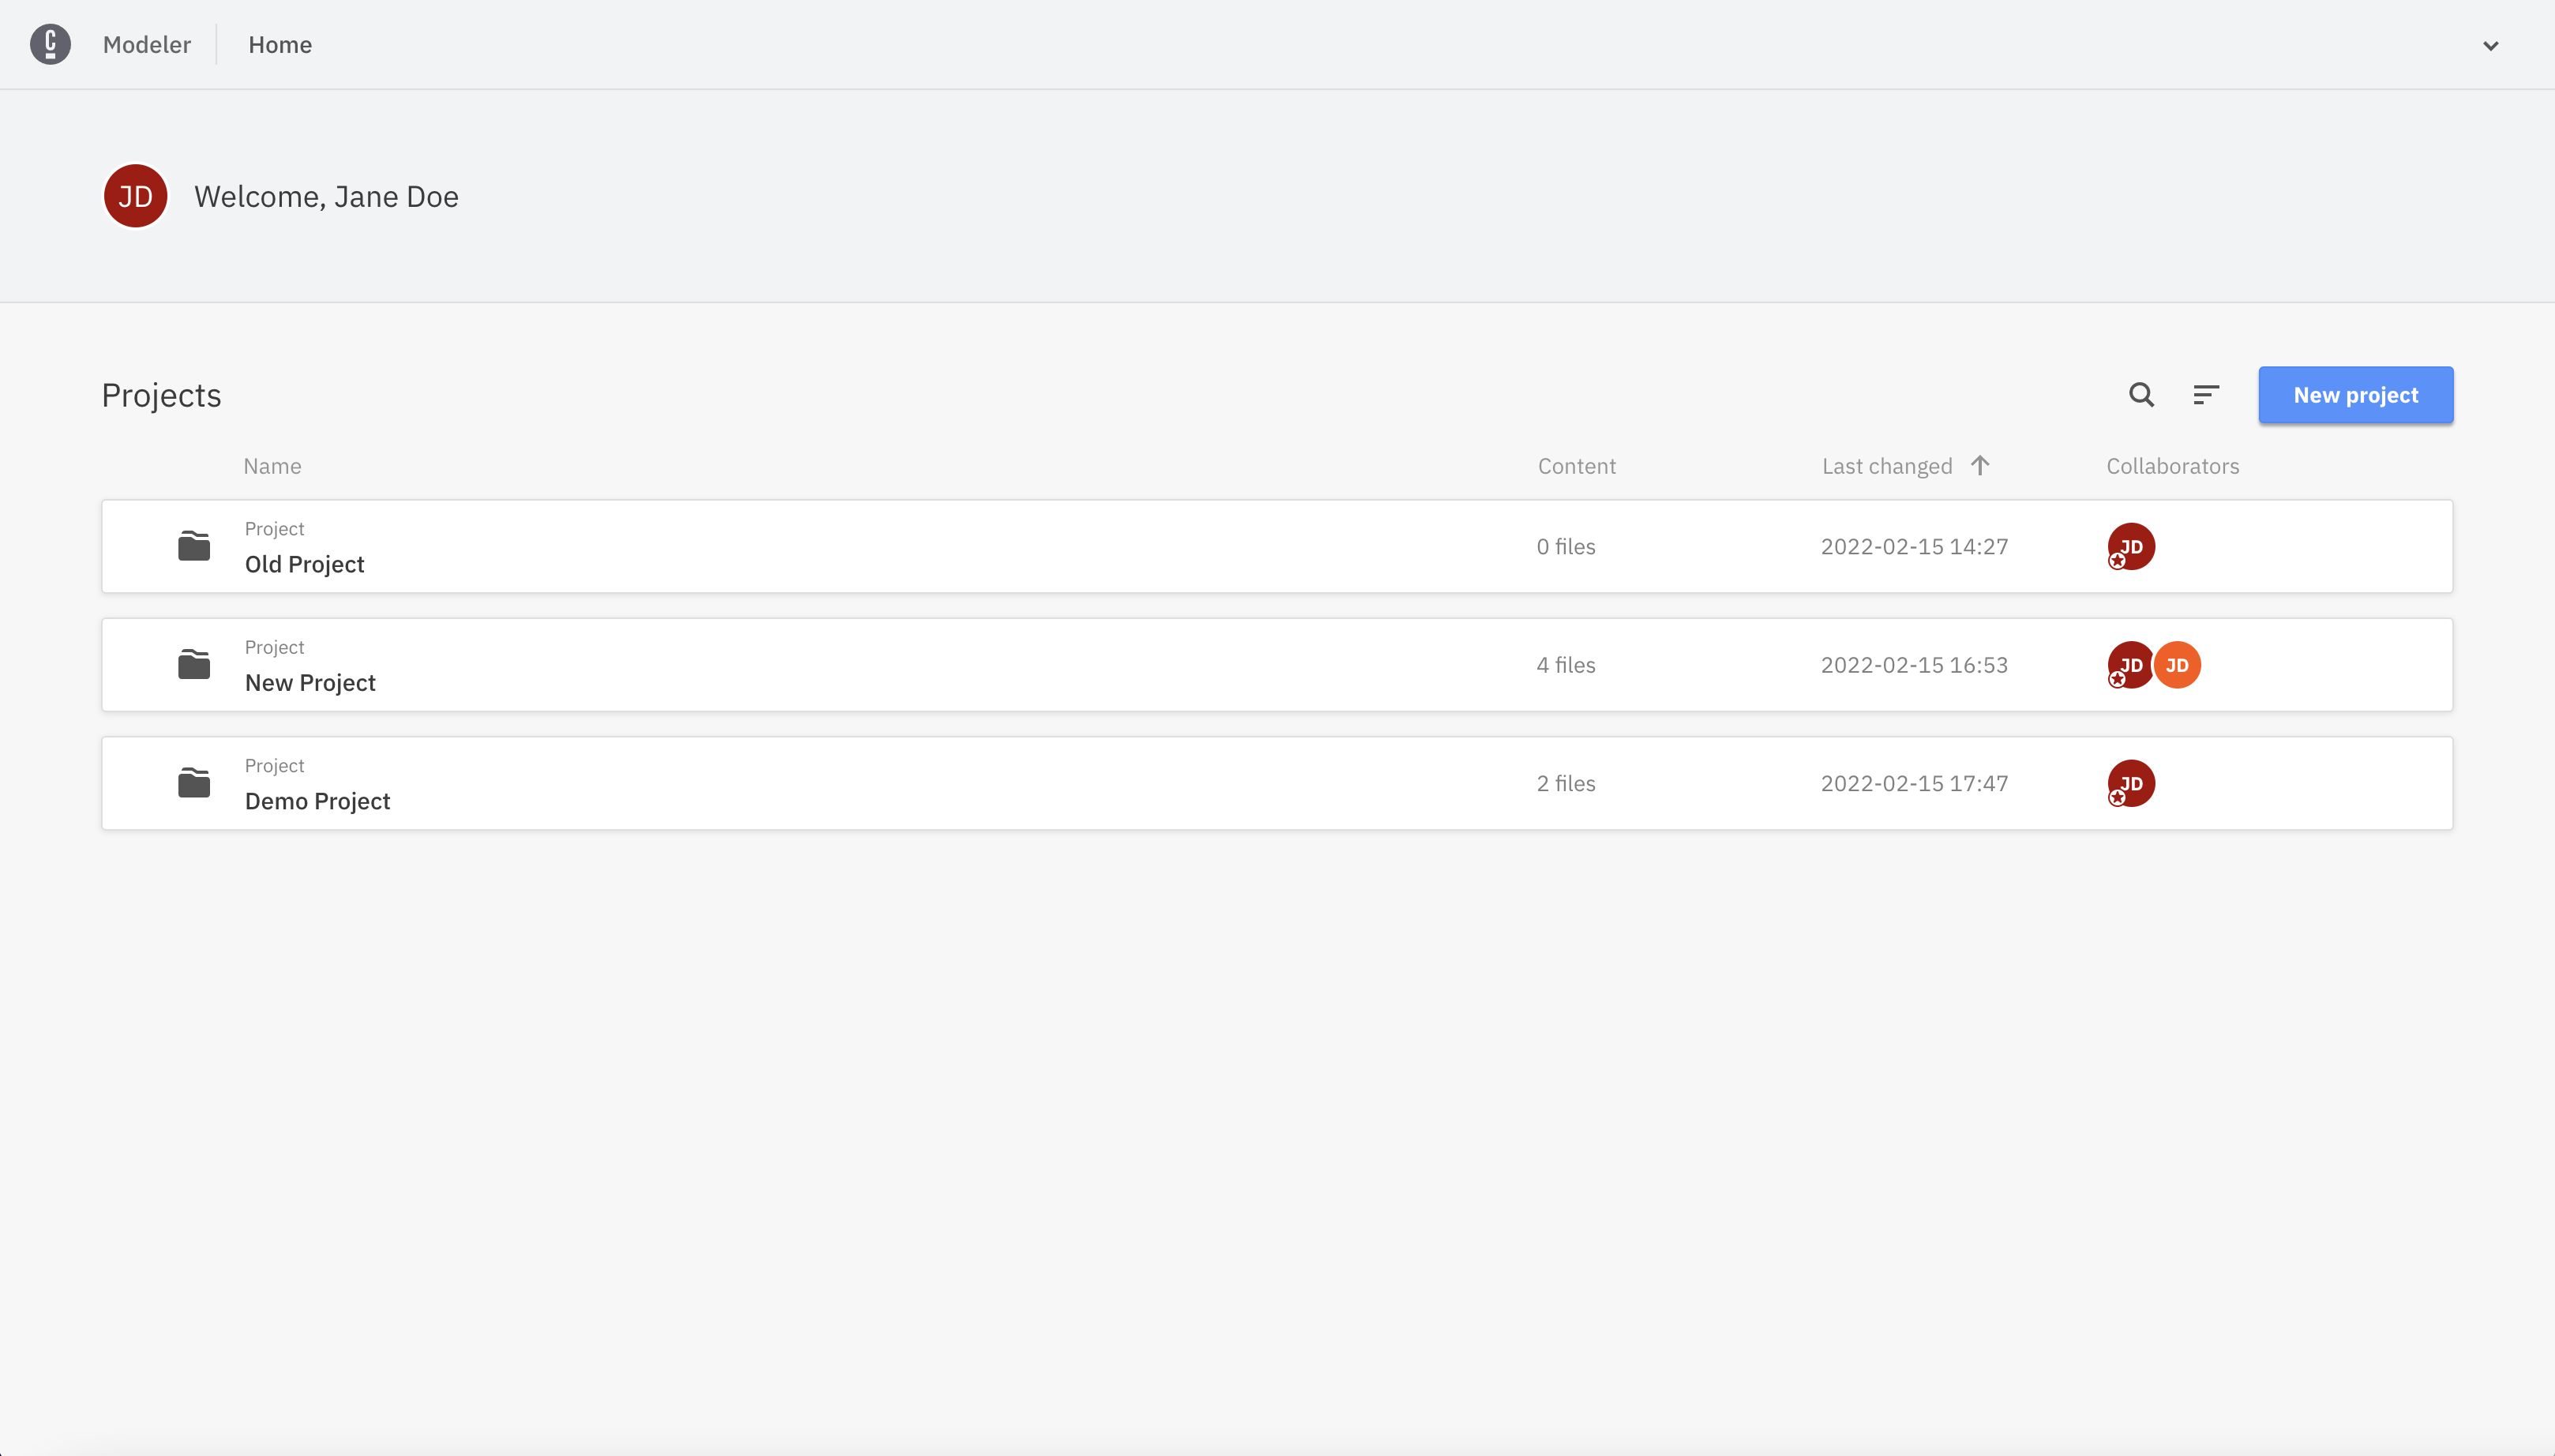 C Modeler Home
JD Welcome, Jane Doe
Projects New project
Name Content Last changed Collaborators
Project
Old Project 0 files 2022-02-15 14:27 JD
Project
New Project 4 files 2022-02-15 16:53 JD JD
Project
Demo Project 2 files 2022-02-15 17:47 JD